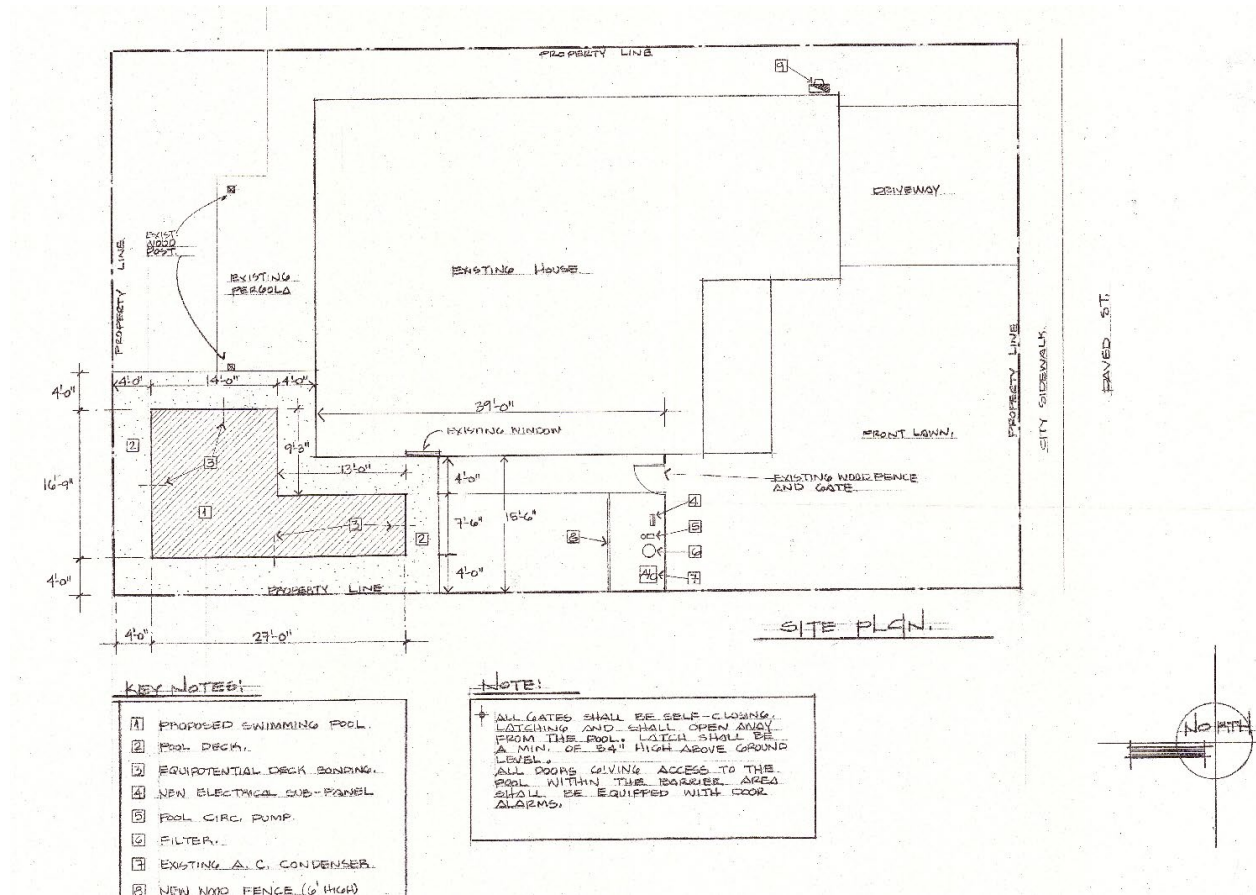 PROPERTY LINE
9
DRIVEWAY
EXIST.
WOOD
POST.
EXISTING
PERGOLA
EXISTING HOUSE
PROPERTY LINE
PROPERTY LINE
CITY SIDEWALK
PAVED ST.
4'-0"
4'-0"
14'-0"
4'-0"
39'-0"
EXISTING WINDOW
FRONT LAWN.
2
9'-3"
3
13'-0"
4'-0"
EXISTING WOOD FENCE
AND GATE
16'-9"
1
3
2
7'-6"
15'-6"
8
4
5
6
7
A/C
4'-0"
4'-0"
PROPERTY LINE
4'-0"
27'-0"
SITE PLAN.
KEY NOTES:
1 PROPOSED SWIMMING POOL.
2 POOL DECK.
3 EQUIPOTENTIAL DECK BONDING.
4 NEW ELECTRICAL SUB-PANEL
5 POOL CIRC. PUMP.
6 FILTER.
7 EXISTING A.C. CONDENSER
8 NEW WOOD FENCE (6' HIGH)
NOTE:
ALL GATES SHALL BE SELF-CLOSING,
LATCHING AND SHALL OPEN AWAY
FROM THE POOL. LATCH SHALL BE
A MIN. OF 54" HIGH ABOVE GROUND
LEVEL.
ALL DOORS GIVING ACCESS TO THE
POOL WITHIN THE BARRIER AREA
SHALL BE EQUIPPED WITH DOOR
ALARMS.
NORTH